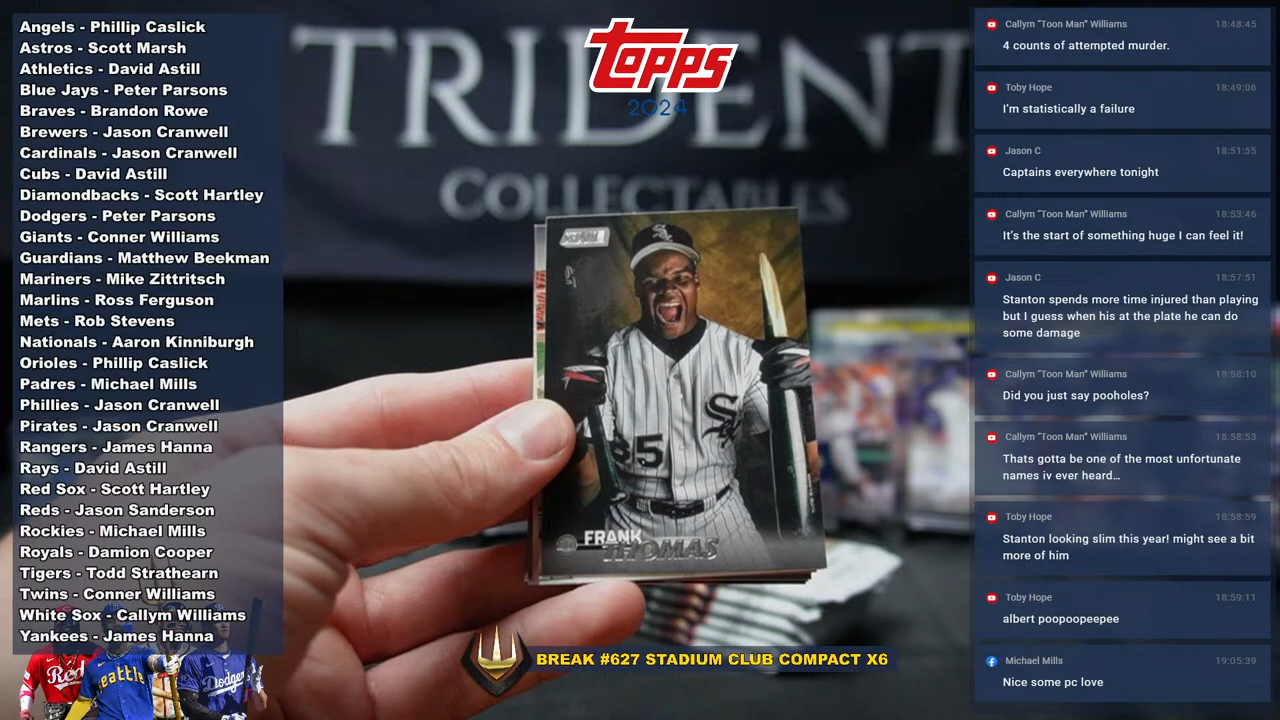 Angels - Phillip Caslick
Astros - Scott Marsh
Athletics - David Astill
Blue Jays - Peter Parsons
Braves - Brandon Rowe
Brewers - Jason Cranwell
Cardinals - Jason Cranwell
Cubs - David Astill
Diamondbacks - Scott Hartley
Dodgers - Peter Parsons
Giants - Conner Williams
Guardians - Matthew Beekman
Mariners - Mike Zittritsch
Marlins - Ross Ferguson
Mets - Rob Stevens
Nationals - Aaron Kinniburgh
Orioles - Phillip Caslick
Padres - Michael Mills
Phillies - Jason Cranwell
Pirates - Jason Cranwell
Rangers - James Hanna
Rays - David Astill
Red Sox - Scott Hartley
Reds - Jason Sanderson
Rockies - Michael Mills
Royals - Damion Cooper
Tigers - Todd Strathearn
Twins - Conner Williams
White Sox - Callym Williams
Yankees - James Hanna
Red
Seattle
Dodgers
TRIDENT
COLLECTABLES
Topps
2024
Sox
35
Sox
FRANK
THOMAS
BREAK #627 STADIUM CLUB COMPACT X6
Callym "Toon Man" Williams 18:48:45
4 counts of attempted murder.
Toby Hope 18:49:06
I'm statistically a failure
Jason C 18:51:55
Captains everywhere tonight
Callym "Toon Man" Williams 18:53:46
It's the start of something huge I can feel it!
Jason C 18:57:51
Stanton spends more time injured than playing
but I guess when his at the plate he can do
some damage
Callym "Toon Man" Williams 18:58:10
Did you just say pooholes?
Callym "Toon Man" Williams 18:58:53
Thats gotta be one of the most unfortunate
names iv ever heard...
Toby Hope 18:58:59
Stanton looking slim this year! might see a bit
more of him
Toby Hope 18:59:11
albert poopoopeepee
Michael Mills 19:05:39
Nice some pc love